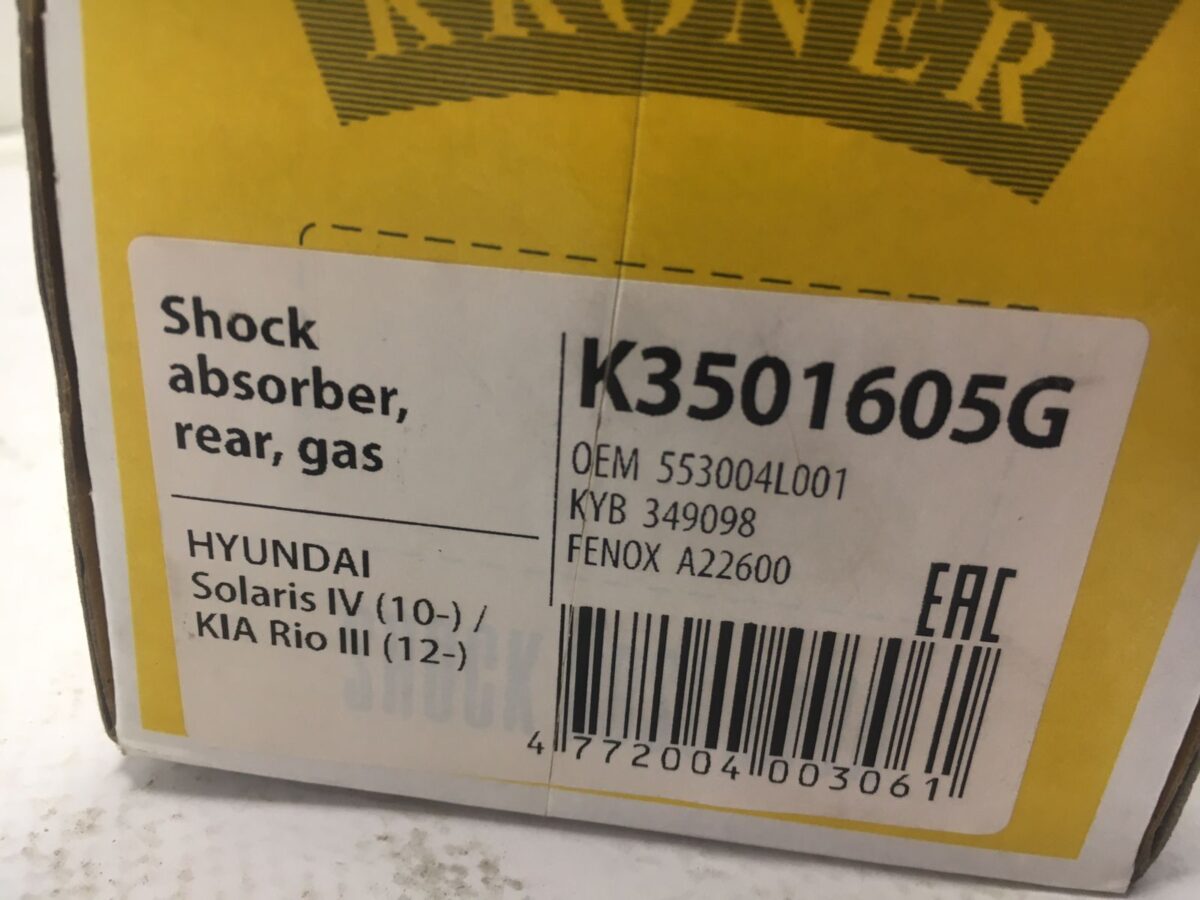 KRONER
Shock
absorber,
rear, gas
HYUNDAI
Solaris IV (10-) /
KIA Rio III (12-)
K3501605G
OEM 553004L001
KYB 349098
FENOX A22600
EAC
SHOCK
4 772004 003061